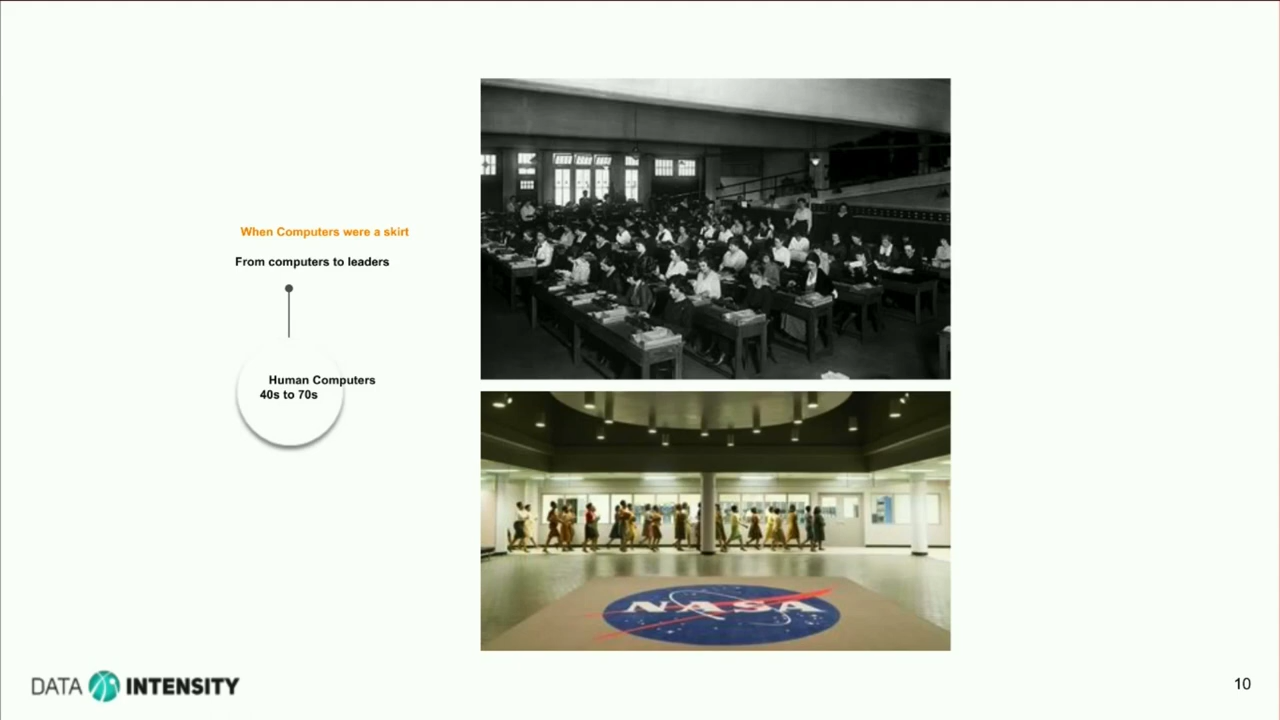 When Computers were a skirt
From computers to leaders
Human Computers
40s to 70s
NASA
DATA INTENSITY
10